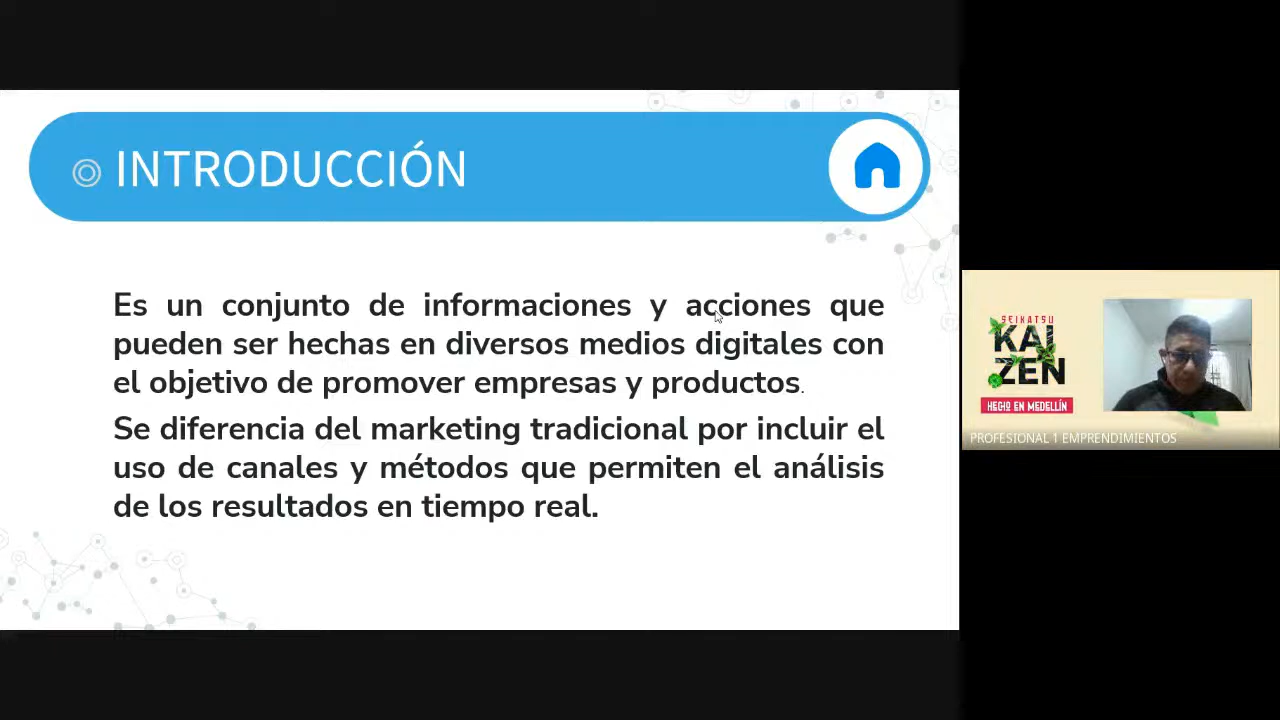 INTRODUCCIÓN
Es un conjunto de informaciones y acciones que
pueden ser hechas en diversos medios digitales con
el objetivo de promover empresas y productos.
Se diferencia del marketing tradicional por incluir el
uso de canales y métodos que permiten el análisis
de los resultados en tiempo real.
SEIKATSU
KAI
ZEN
HECHO EN MEDELLÍN
PROFESIONAL 1 EMPRENDIMIENTOS